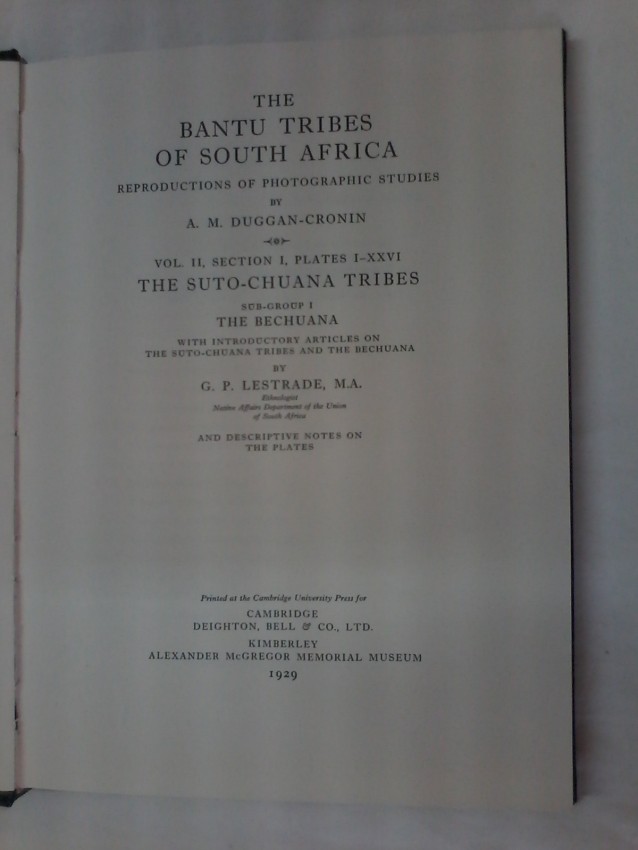 THE
BANTU TRIBES
OF SOUTH AFRICA
REPRODUCTIONS OF PHOTOGRAPHIC STUDIES
BY
A. M. DUGGAN-CRONIN
VOL. II, SECTION I, PLATES I–XXVI
THE SUTO-CHUANA TRIBES
SUB-GROUP I
THE BECHUANA
WITH INTRODUCTORY ARTICLES ON
THE SUTO-CHUANA TRIBES AND THE BECHUANA
BY
G. P. LESTRADE, M.A.
Ethnologist
Native Affairs Department of the Union
of South Africa
AND DESCRIPTIVE NOTES ON
THE PLATES
Printed at the Cambridge University Press for
CAMBRIDGE
DEIGHTON, BELL & CO., LTD.
KIMBERLEY
ALEXANDER McGREGOR MEMORIAL MUSEUM
1929